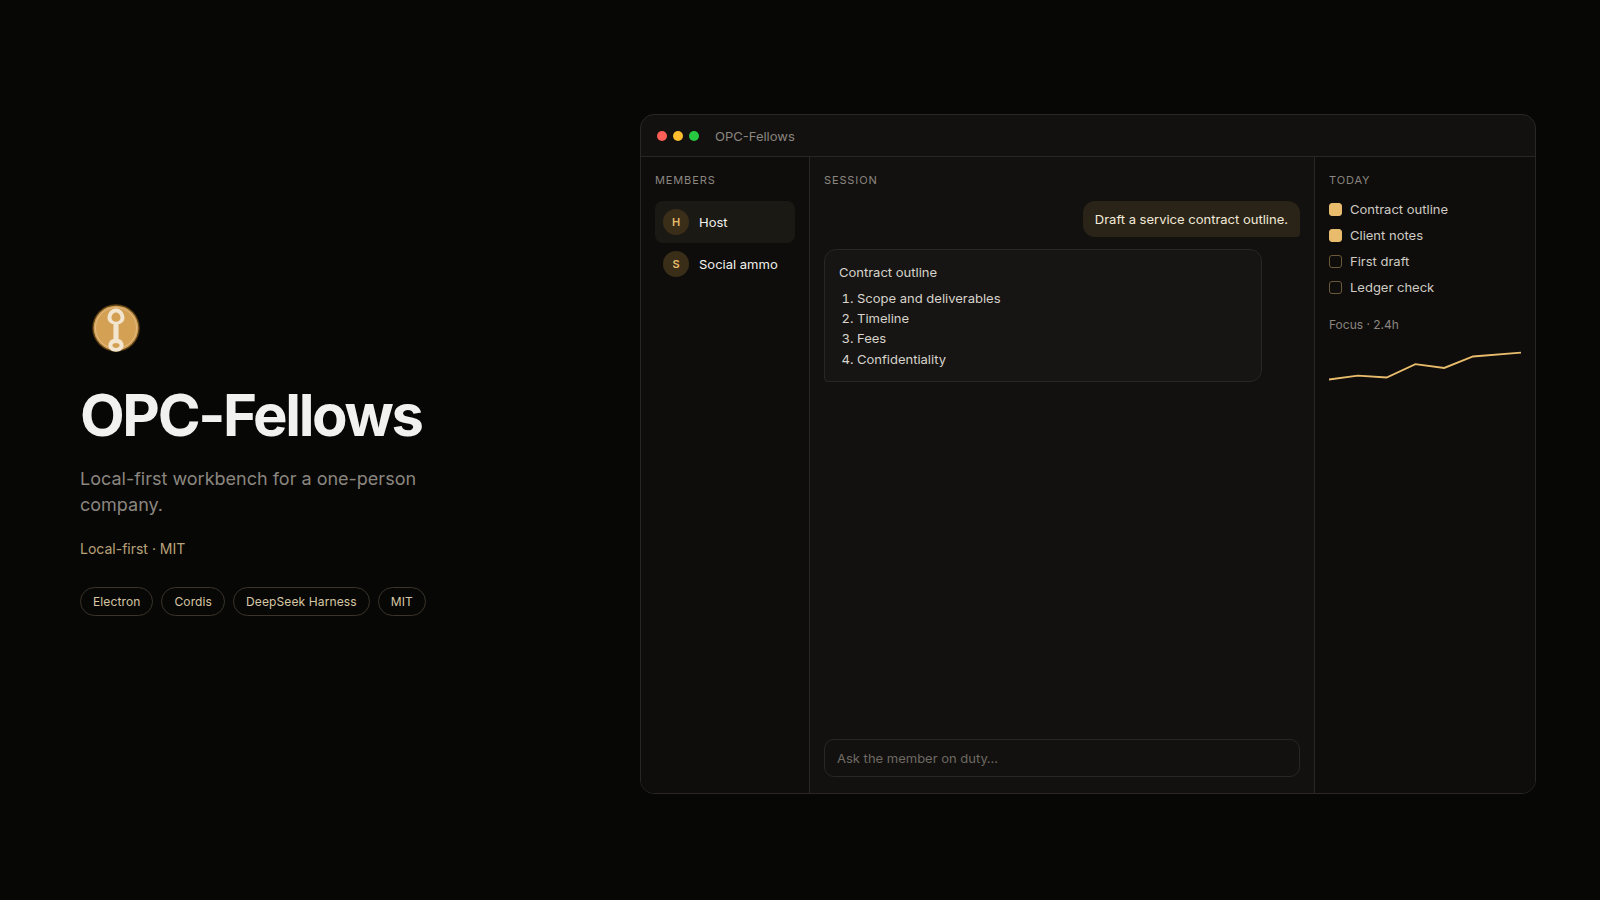 OPC-Fellows
Local-first workbench for a one-person
company.
Local-first · MIT
Electron
Cordis
DeepSeek Harness
MIT
OPC-Fellows
MEMBERS
H
Host
S
Social ammo
SESSION
Draft a service contract outline.
Contract outline
1. Scope and deliverables
2. Timeline
3. Fees
4. Confidentiality
Ask the member on duty...
TODAY
Contract outline
Client notes
First draft
Ledger check
Focus · 2.4h